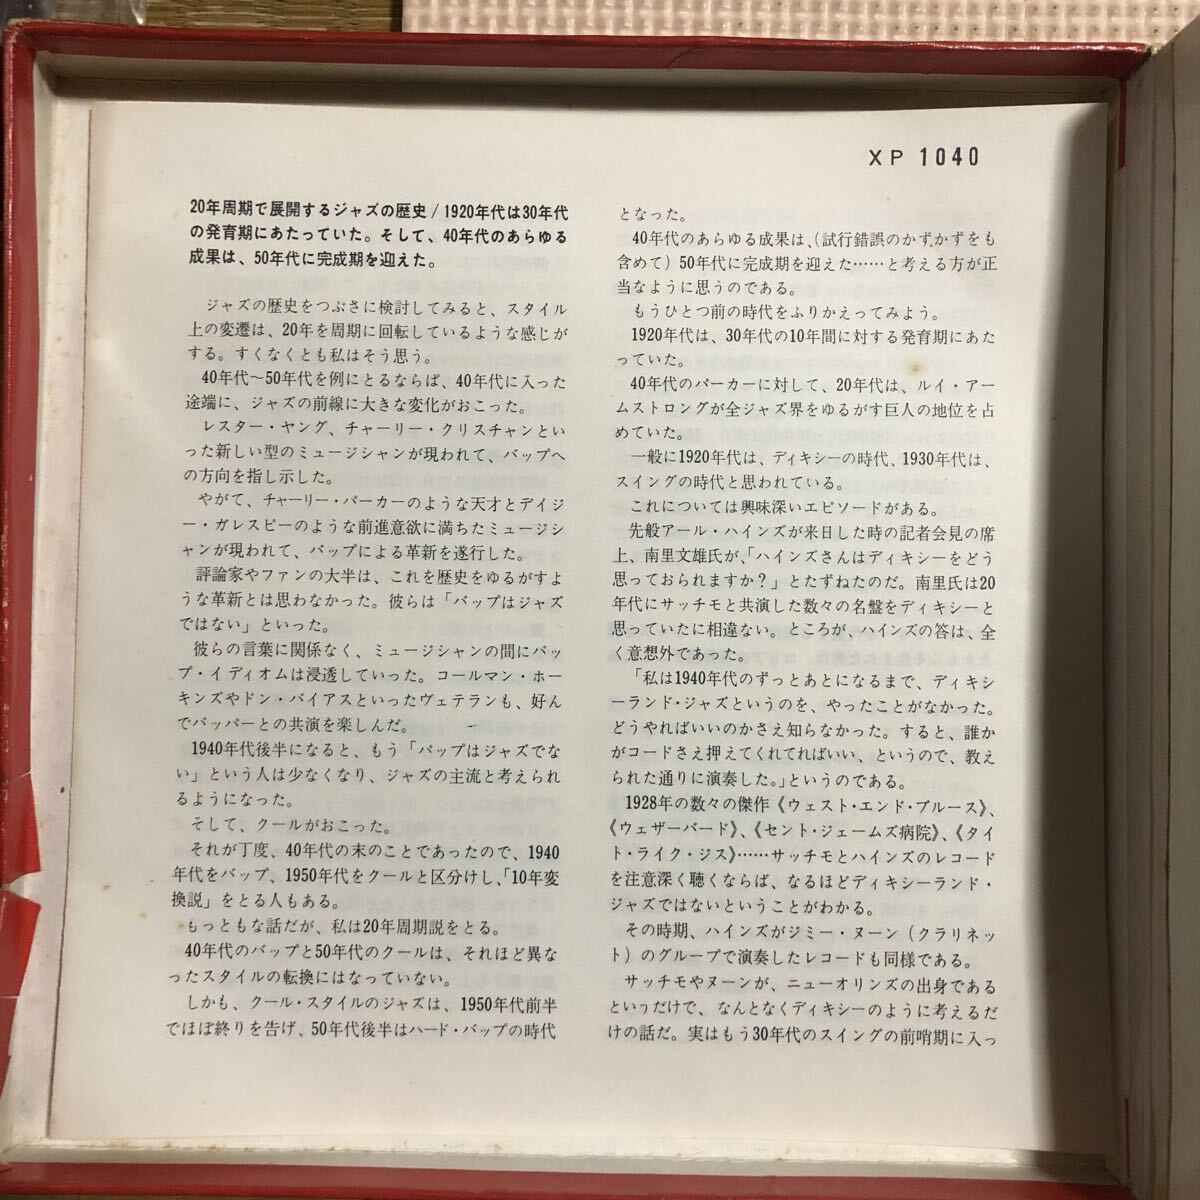 XP 1040
20年周期で展開するジャズの歴史/1920年代は30年代
の発育期にあたっていた。そして、40年代のあらゆる
成果は、50年代に完成期を迎えた。
ジャズの歴史をつぶさに検討してみると、スタイル
上の変遷は、20年を周期に回転しているような感じが
する。すくなくとも私はそう思う。
40年代〜50年代を例にとるならば、40年代に入った
途端に、ジャズの前線に大きな変化がおこった。
レスター・ヤング、チャーリー・クリスチャンとい
った新しい型のミュージシャンが現われて、バップへ
の方向を指し示した。
やがて、チャーリー・パーカーのような天才とデイジ
ー・ガレスピーのような前進意欲に満ちたミュージシ
ャンが現われて、バップによる革新を遂行した。
評論家やファンの大半は、これを歴史をゆるがすよ
うな革新とは思わなかった。彼らは「バップはジャズ
ではない」といった。
彼らの言葉に関係なく、ミュージシャンの間にバッ
プ・イディオムは浸透していった。コールマン・ホー
キンズやドン・バイアスといったヴェテランも、好ん
でバッパーとの共演を楽しんだ。
1940年代後半になると、もう「バップはジャズでな
い」という人は少なくなり、ジャズの主流と考えられ
るようになった。
そして、クールがおこった。
それが丁度、40年代の末のことであったので、1940
年代をバップ、1950年代をクールと区分けし、「10年変
換説」をとる人もある。
もっともな話だが、私は20年周期説をとる。
40年代のバップと50年代のクールは、それほど異な
ったスタイルの転換にはなっていない。
しかも、クール・スタイルのジャズは、1950年代前半
でほぼ終りを告げ、50年代後半はハード・バップの時代
となった。
40年代のあらゆる成果は、(試行錯誤のかずかずをも
含めて)50年代に完成期を迎えた……と考える方が正
当なように思うのである。
もうひとつ前の時代をふりかえってみよう。
1920年代は、30年代の10年間に対する発育期にあた
っていた。
40年代のパーカーに対して、20年代は、ルイ・アー
ムストロングが全ジャズ界をゆるがす巨人の地位を占
めていた。
一般に1920年代は、ディキシーの時代、1930年代は、
スイングの時代と思われている。
これについては興味深いエピソードがある。
先般アール・ハインズが来日した時の記者会見の席
上、南里文雄氏が、「ハインズさんはディキシーをどう
思っておられますか?」とたずねたのだ。南里氏は20
年代にサッチモと共演した数々の名盤をディキシーと
思っていたに相違ない。ところが、ハインズの答は、全
く意想外であった。
「私は1940年代のずっとあとになるまで、ディキシ
ーランド・ジャズというのを、やったことがなかった。
どうやればいいのかさえ知らなかった。すると、誰か
がコードさえ押えてくれてればいい、というので、教え
られた通りに演奏した。」というのである。
1928年の数々の傑作《ウェスト・エンド・ブルース》、
《ウェザーバード》、《セント・ジェームズ病院》、《タイ
ト・ライク・ジス》……サッチモとハインズのレコード
を注意深く聴くならば、なるほどディキシーランド・
ジャズではないということがわかる。
その時期、ハインズがジミー・ヌーン(クラリネッ
ト)のグループで演奏したレコードも同様である。
サッチモやヌーンが、ニューオリンズの出身である
というだけで、なんとなくディキシーのように考えるだ
けの話だ。実はもう30年代のスイングの前哨期に入っ